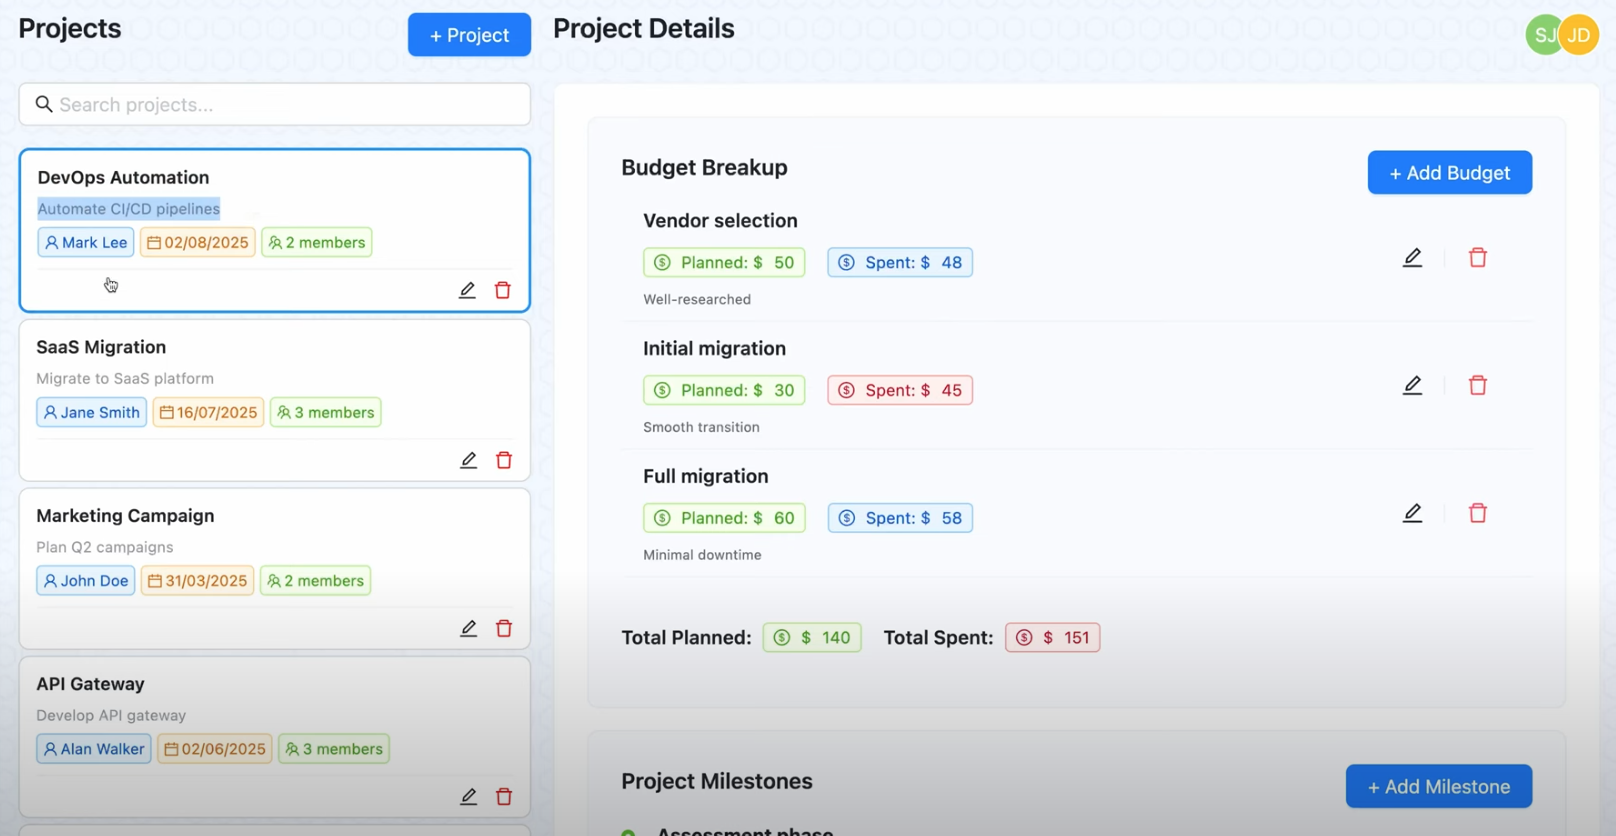 Projects
+ Project
Search projects...
DevOps Automation
Automate CI/CD pipelines
Mark Lee 02/08/2025 2 members
SaaS Migration
Migrate to SaaS platform
Jane Smith 16/07/2025 3 members
Marketing Campaign
Plan Q2 campaigns
John Doe 31/03/2025 2 members
API Gateway
Develop API gateway
Alan Walker 02/06/2025 3 members
Project Details
SJ JD
Budget Breakup
+ Add Budget
Vendor selection
Planned: $ 50 Spent: $ 48
Well-researched
Initial migration
Planned: $ 30 Spent: $ 45
Smooth transition
Full migration
Planned: $ 60 Spent: $ 58
Minimal downtime
Total Planned: $ 140 Total Spent: $ 151
Project Milestones
+ Add Milestone
Assessment phase